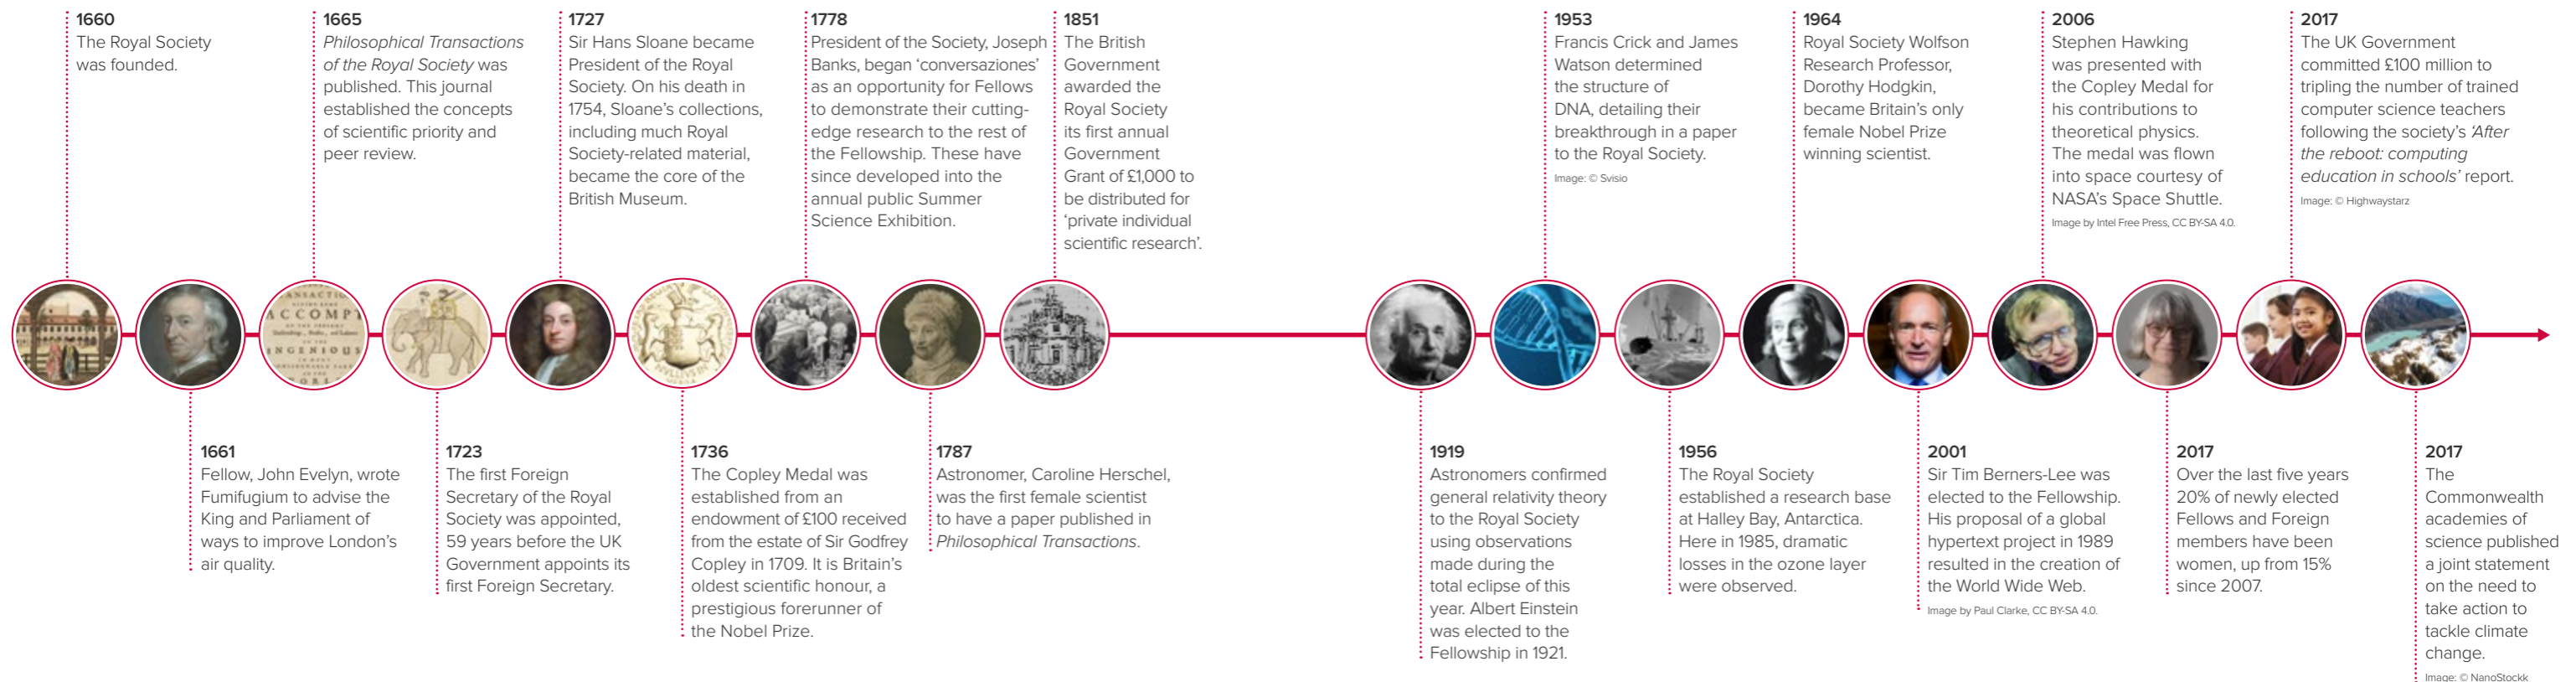 1660
The Royal Society
was founded.
1665
Philosophical Transactions
of the Royal Society was
published. This journal
established the concepts
of scientific priority and
peer review.
1727
Sir Hans Sloane became
President of the Royal
Society. On his death in
1754, Sloane’s collections,
including much Royal
Society-related material,
became the core of the
British Museum.
1778
President of the Society, Joseph
Banks, began ‘conversaziones’
as an opportunity for Fellows
to demonstrate their cutting-
edge research to the rest of
the Fellowship. These have
since developed into the
annual public Summer
Science Exhibition.
1851
The British
Government
awarded the
Royal Society
its first annual
Government
Grant of £1,000 to
be distributed for
‘private individual
scientific research’.
1953
Francis Crick and James
Watson determined
the structure of
DNA, detailing their
breakthrough in a paper
to the Royal Society.
Image: © Svisio
1964
Royal Society Wolfson
Research Professor,
Dorothy Hodgkin,
became Britain’s only
female Nobel Prize
winning scientist.
2006
Stephen Hawking
was presented with
the Copley Medal for
his contributions to
theoretical physics.
The medal was flown
into space courtesy of
NASA’s Space Shuttle.
Image by Intel Free Press, CC BY-SA 4.0.
2017
The UK Government
committed £100 million to
tripling the number of trained
computer science teachers
following the society’s ‘After
the reboot: computing
education in schools’ report.
Image: © Highwaystarz
ACCOMPT
INGENIOUS
1661
Fellow, John Evelyn, wrote
Fumifugium to advise the
King and Parliament of
ways to improve London’s
air quality.
1723
The first Foreign
Secretary of the Royal
Society was appointed,
59 years before the UK
Government appoints its
first Foreign Secretary.
1736
The Copley Medal was
established from an
endowment of £100 received
from the estate of Sir Godfrey
Copley in 1709. It is Britain’s
oldest scientific honour, a
prestigious forerunner of
the Nobel Prize.
1787
Astronomer, Caroline Herschel,
was the first female scientist
to have a paper published in
Philosophical Transactions.
1919
Astronomers confirmed
general relativity theory
to the Royal Society
using observations
made during the
total eclipse of this
year. Albert Einstein
was elected to the
Fellowship in 1921.
1956
The Royal Society
established a research base
at Halley Bay, Antarctica.
Here in 1985, dramatic
losses in the ozone layer
were observed.
2001
Sir Tim Berners-Lee was
elected to the Fellowship.
His proposal of a global
hypertext project in 1989
resulted in the creation of
the World Wide Web.
Image by Paul Clarke, CC BY-SA 4.0.
2017
Over the last five years
20% of newly elected
Fellows and Foreign
members have been
women, up from 15%
since 2007.
2017
The
Commonwealth
academies of
science published
a joint statement
on the need to
take action to
tackle climate
change.
Image: © NanoStockk